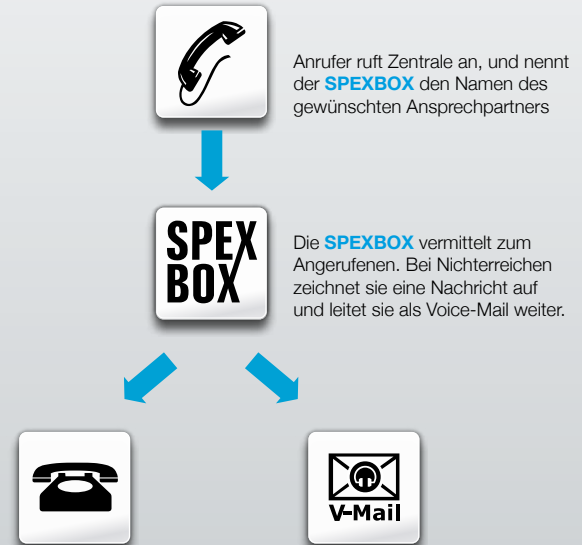 Anrufer ruft Zentrale an, und nennt
der SPEXBOX den Namen des
gewünschten Ansprechpartners
SPEX
BOX
Die SPEXBOX vermittelt zum
Angerufenen. Bei Nichterreichen
zeichnet sie eine Nachricht auf
und leitet sie als Voice-Mail weiter.
V-Mail